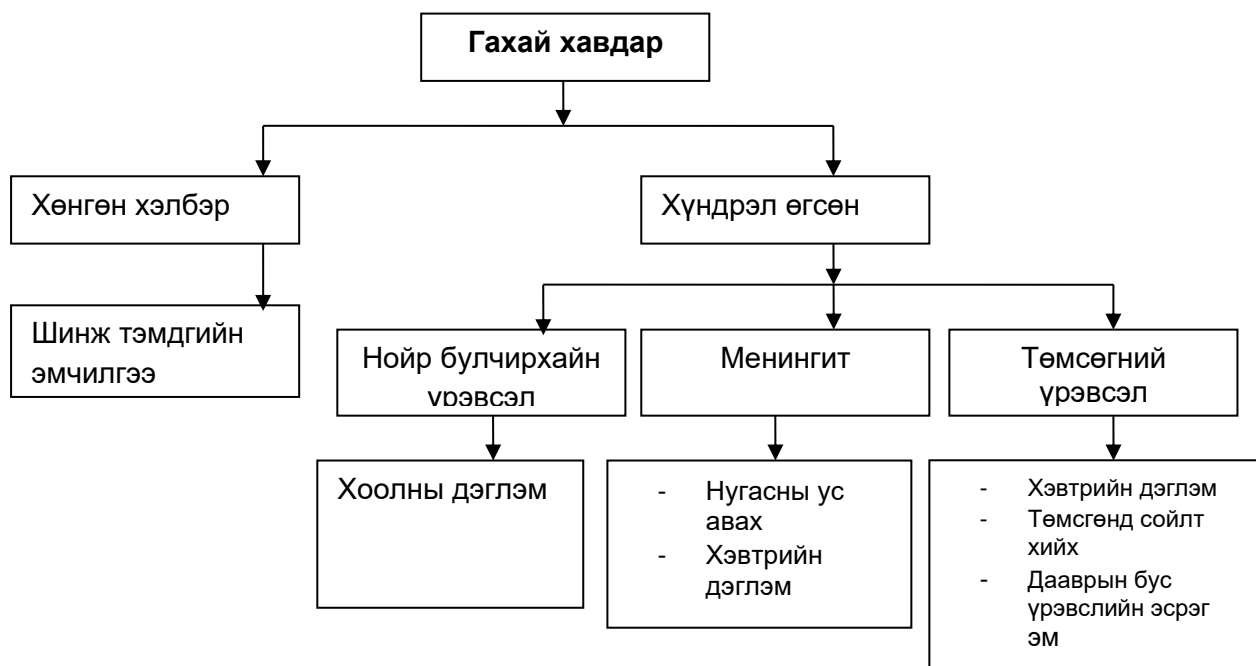 Гахай хавдар
Хөнгөн хэлбэр
Хүндрэл өгсөн
Шинж тэмдгийн
эмчилгээ
Нойр булчирхайн
үрэвсэл
Менингит
Төмсөгний
үрэвсэл
Хоолны дэглэм
- Нугасны ус
авах
- Хэвтрийн
дэглэм
- Хэвтрийн дэглэм
- Төмсгөнд сойлт
хийх
- Дааврын бус
үрэвслийн эсрэг
эм